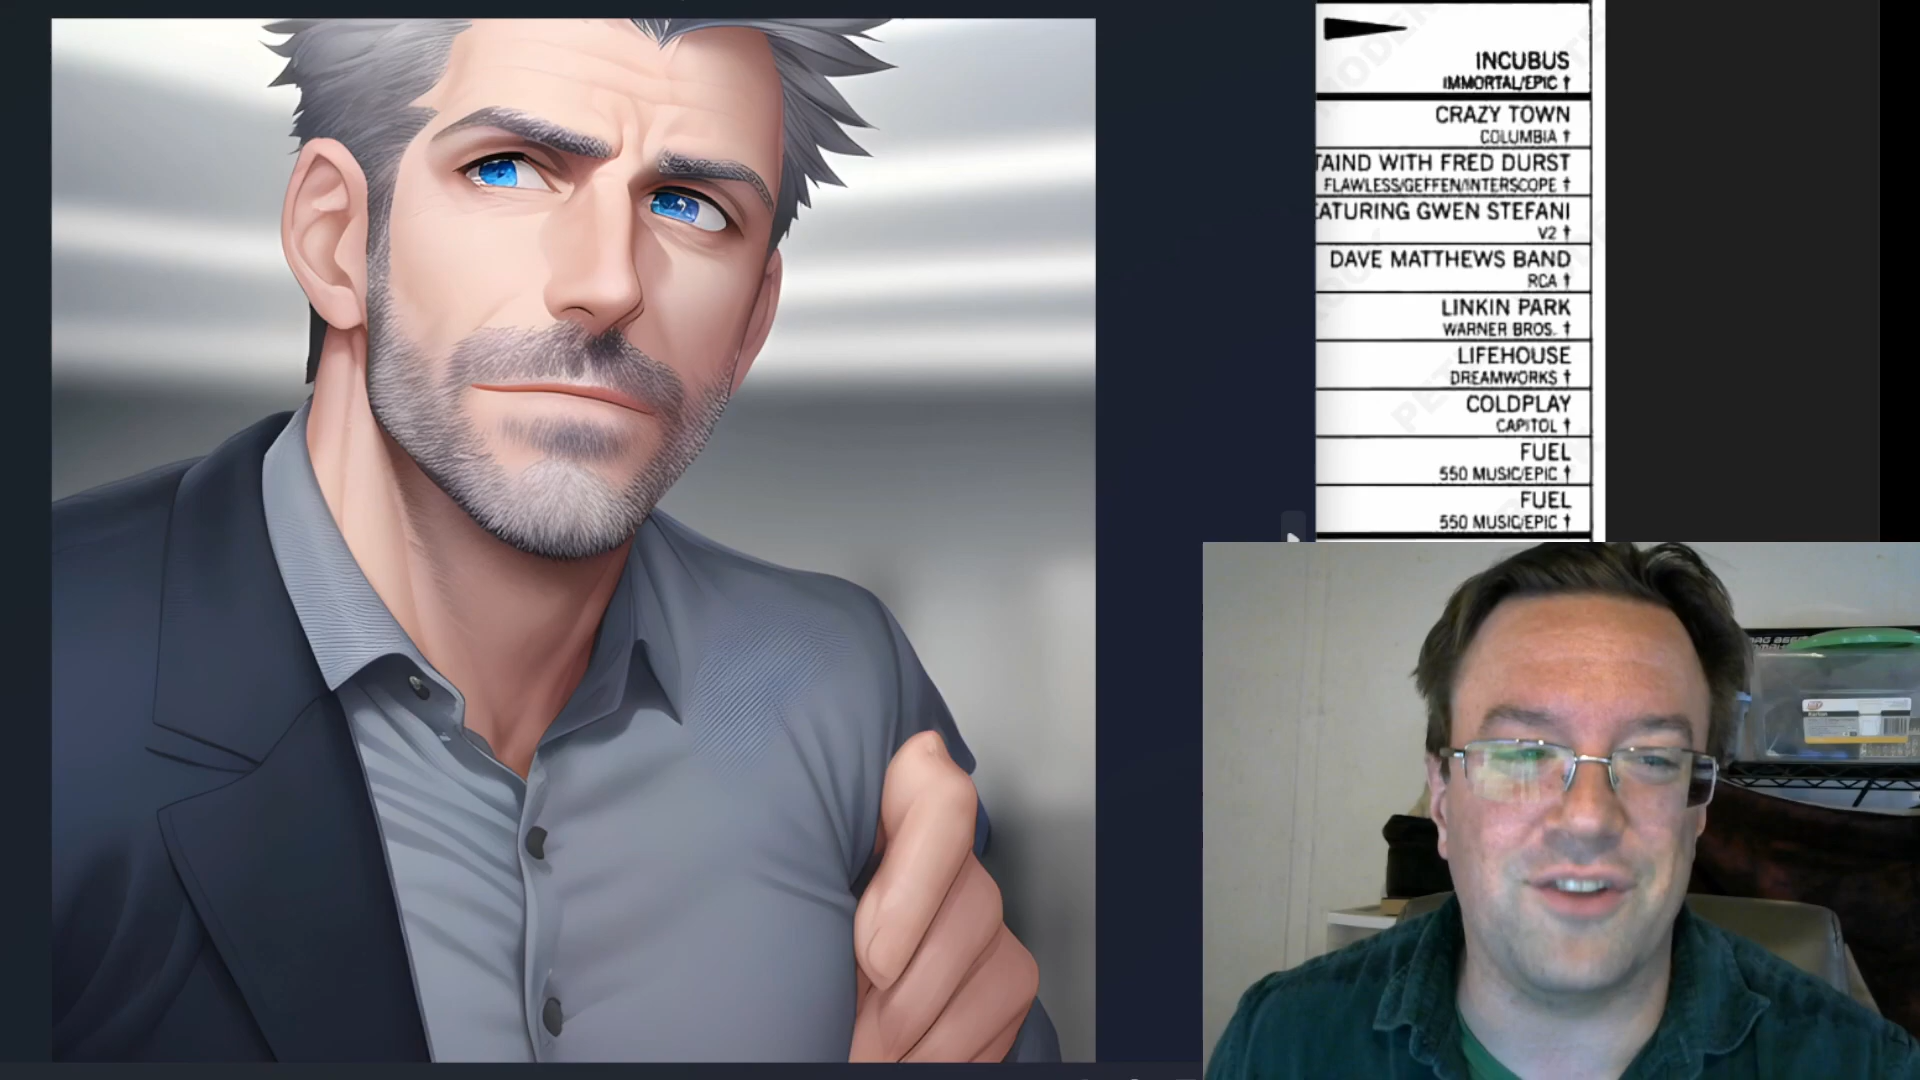 INCUBUS
IMMORTAL/EPIC †
CRAZY TOWN
COLUMBIA †
TAIND WITH FRED DURST
FLAWLESS/GEFFEN/INTERSCOPE †
EATURING GWEN STEFANI
V2 †
DAVE MATTHEWS BAND
RCA †
LINKIN PARK
WARNER BROS. †
LIFEHOUSE
DREAMWORKS †
COLDPLAY
CAPITOL †
FUEL
550 MUSIC/EPIC †
FUEL
550 MUSIC/EPIC †